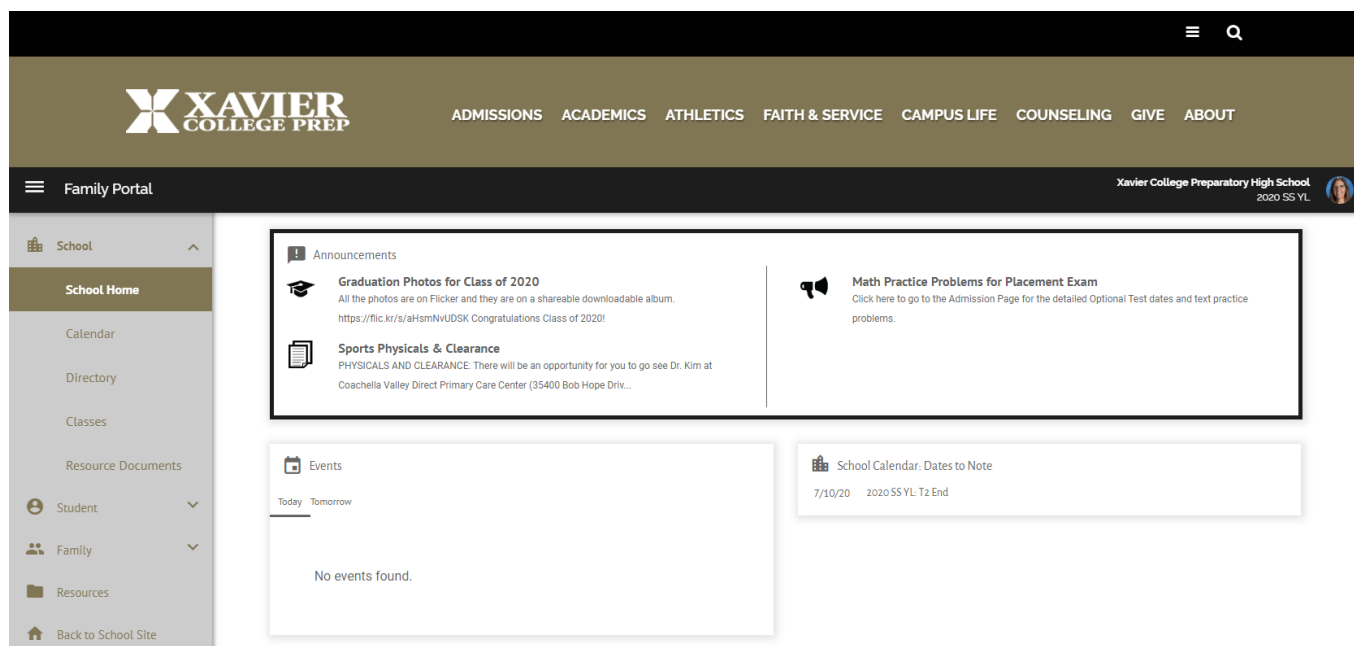 XAVIER
COLLEGE PREP
ADMISSIONS ACADEMICS ATHLETICS FAITH & SERVICE CAMPUS LIFE COUNSELING GIVE ABOUT
Family Portal
Xavier College Preparatory High School
2020 SS YL
School
School Home
Calendar
Directory
Classes
Resource Documents
Student
Family
Resources
Back to School Site
Announcements
Graduation Photos for Class of 2020
All the photos are on Flicker and they are on a shareable downloadable album.
https://flic.kr/s/aHsmNvUDSK Congratulations Class of 2020!
Sports Physicals & Clearance
PHYSICALS AND CLEARANCE: There will be an opportunity for you to go see Dr. Kim at
Coachella Valley Direct Primary Care Center (35400 Bob Hope Driv...
Math Practice Problems for Placement Exam
Click here to go to the Admission Page for the detailed Optional Test dates and text practice
problems.
Events
Today Tomorrow
No events found.
School Calendar: Dates to Note
7/10/20 2020 SS YL: T2 End